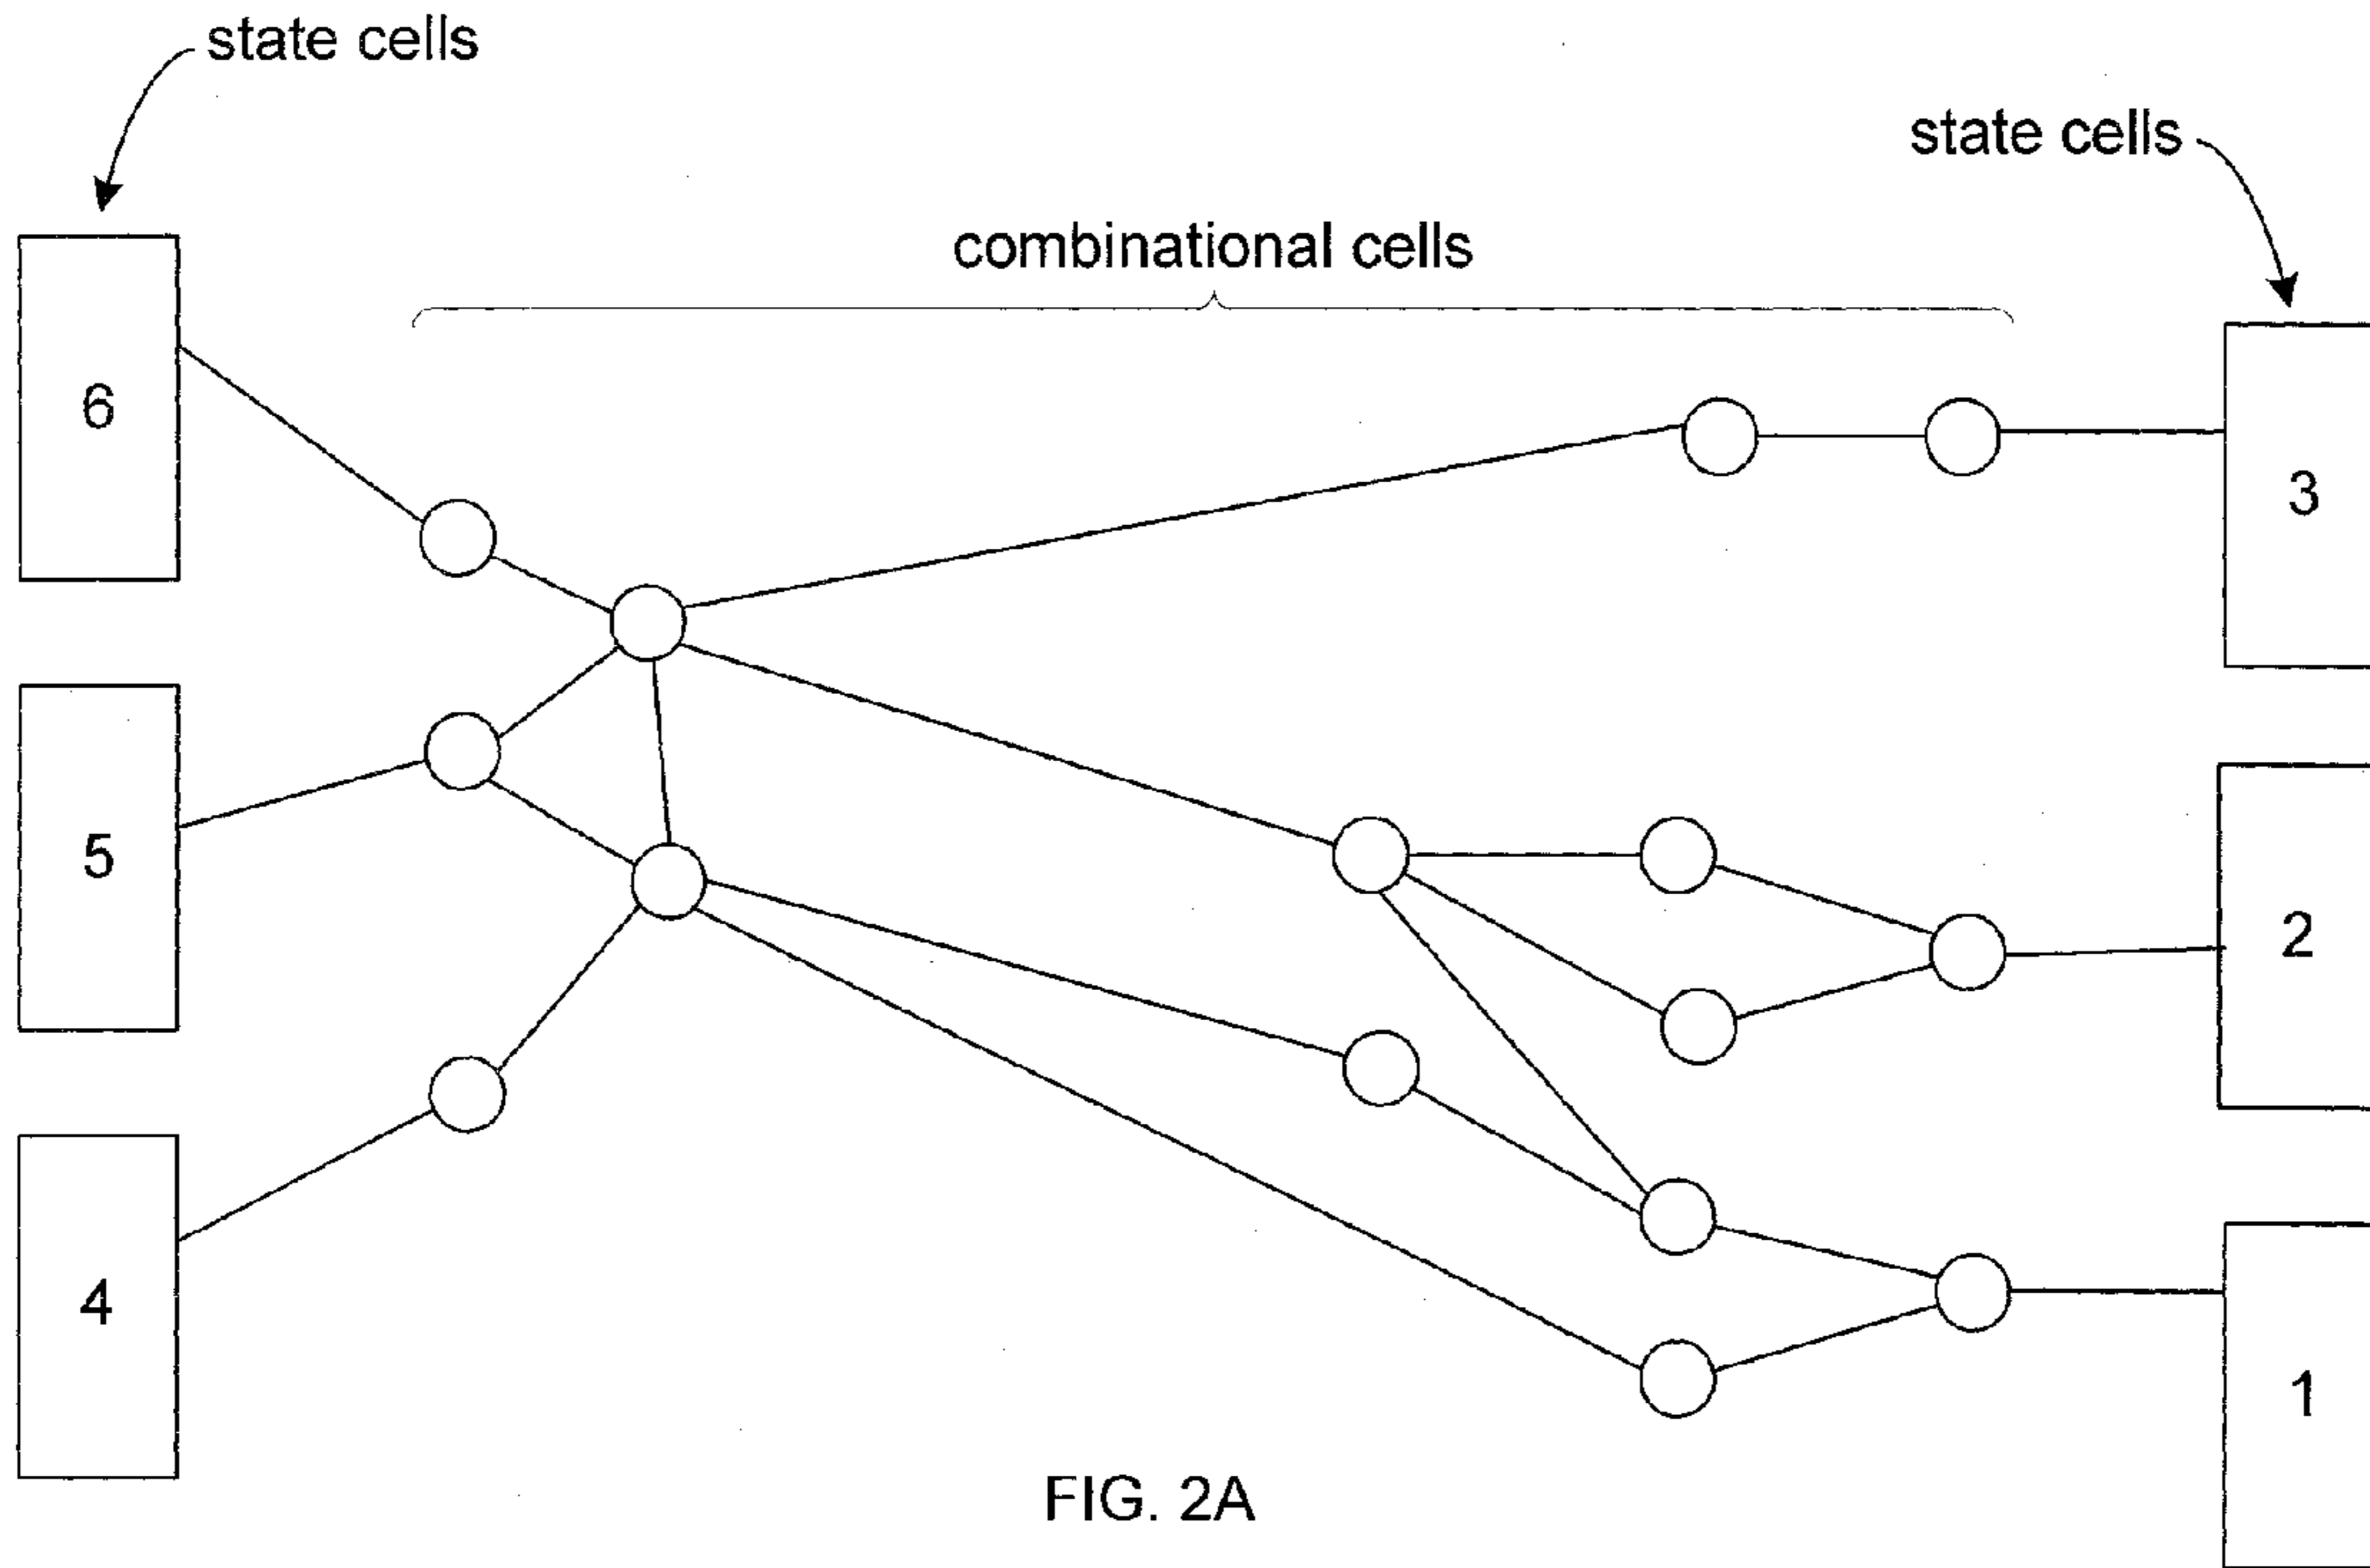 state cells
state cells
combinational cells
6
3
5
2
4
1
FIG. 2A